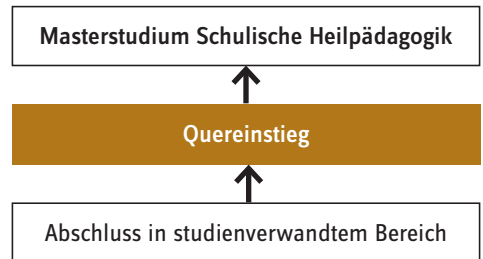 Masterstudium Schulische Heilpädagogik
Quereinstieg
Abschluss in studienverwandtem Bereich